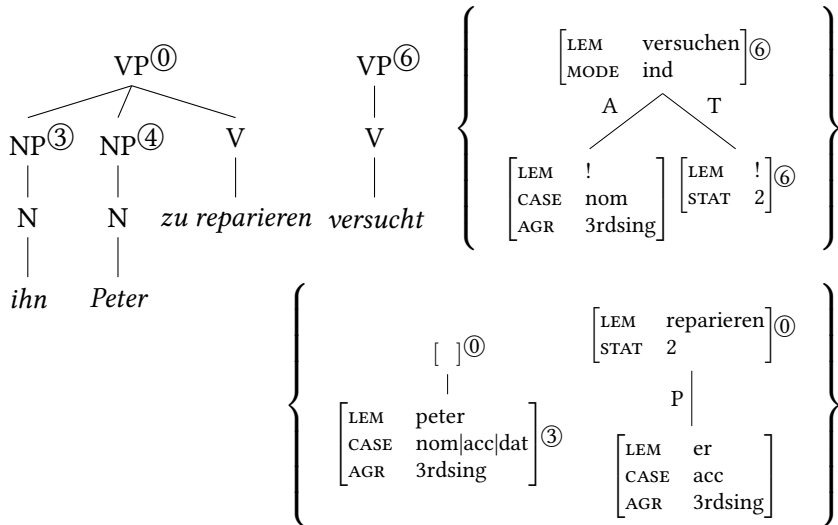 VP⓪ VP⑥
NP③ NP④ V V
N N zu reparieren versucht
ihn Peter
LEM versuchen
MODE ind ⑥
A T
LEM !
CASE nom
AGR 3rdsing
LEM !
STAT 2 ⑥
[ ]⓪
LEM peter
CASE nom|acc|dat ③
AGR 3rdsing
LEM reparieren
STAT 2 ⓪
P
LEM er
CASE acc
AGR 3rdsing